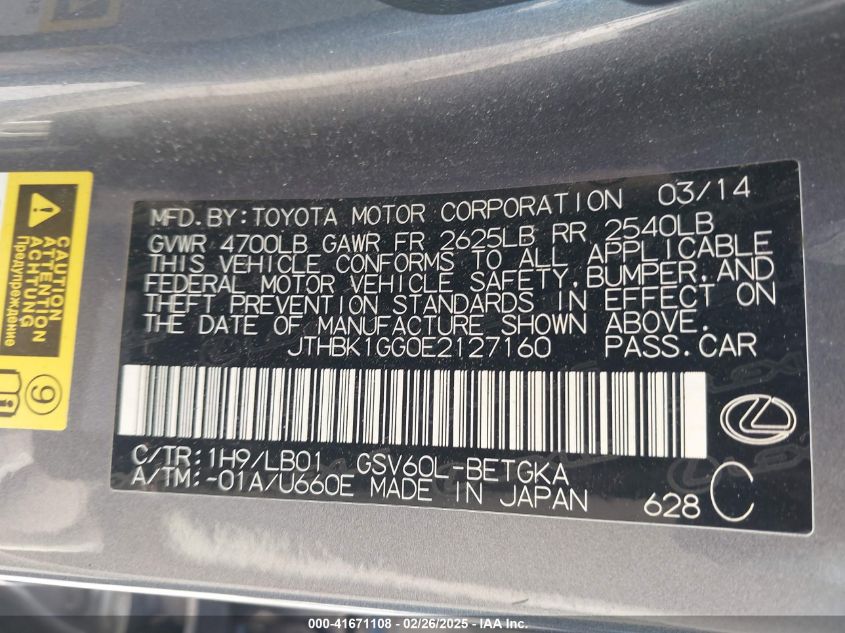 CAUTION
ATTENTION
ACHTUNG
Предупреждение
9
MFD. BY: TOYOTA MOTOR CORPORATION 03/14
GVWR 4700LB GAWR FR 2625LB RR 2540LB
THIS VEHICLE CONFORMS TO ALL APPLICABLE
FEDERAL MOTOR VEHICLE SAFETY, BUMPER, AND
THEFT PREVENTION STANDARDS IN EFFECT ON
THE DATE OF MANUFACTURE SHOWN ABOVE.
JTHBK1GG0E2127160 PASS. CAR
C/TR: 1H9/LB01 GSV60L-BETGKA
A/TM: -01A/U660E MADE IN JAPAN
628 C
000-41671108 - 02/26/2025 - IAA, Inc.